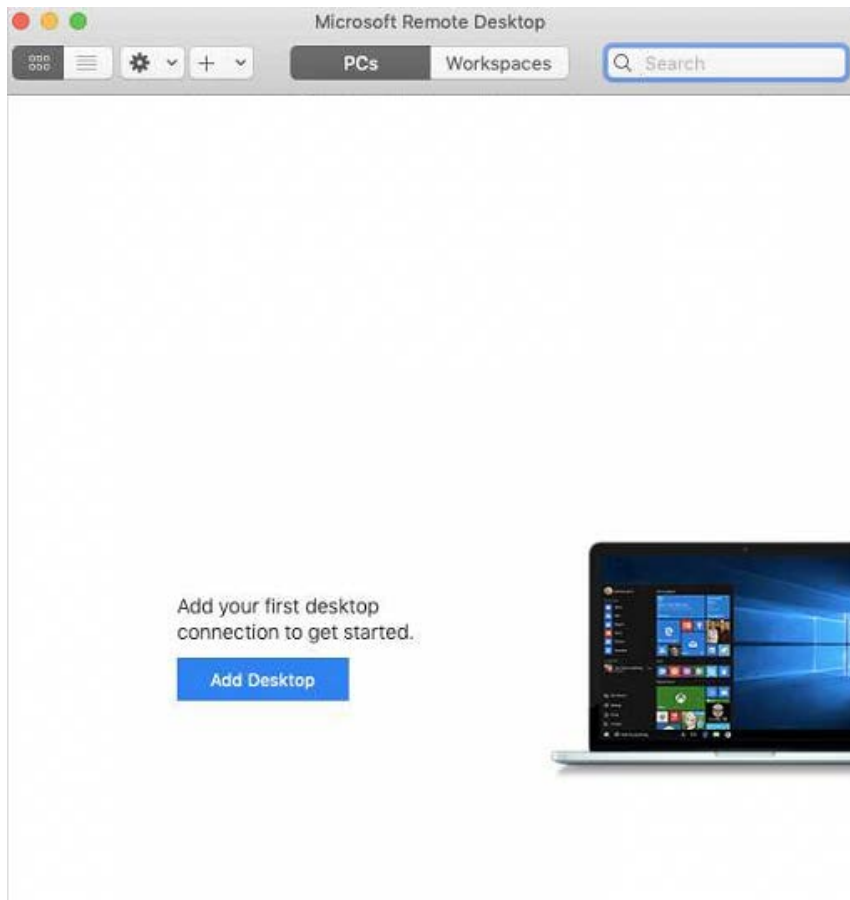 Microsoft Remote Desktop
PCs
Workspaces
Search
Add your first desktop
connection to get started.
Add Desktop